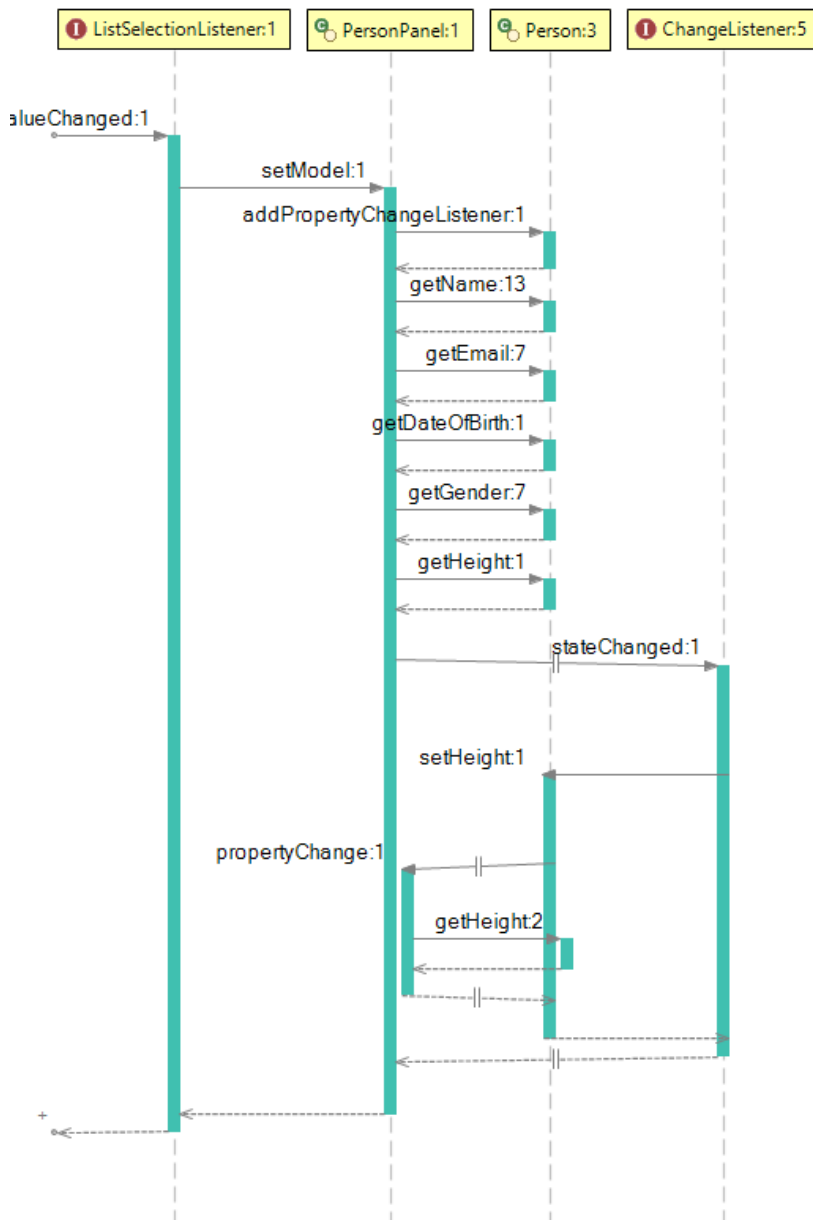 I ListSelectionListener:1
C PersonPanel:1
C Person:3
I ChangeListener:5
alueChanged:1
setModel:1
addPropertyChangeListener:1
getName:13
getEmail:7
getDateOfBirth:1
getGender:7
getHeight:1
stateChanged:1
setHeight:1
propertyChange:1
getHeight:2
+